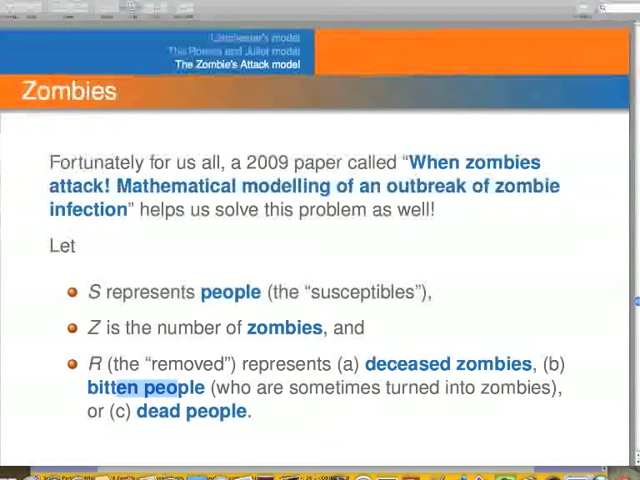 Lanchester's model
The Romeo and Juliet model
The Zombie's Attack model
Zombies
Fortunately for us all, a 2009 paper called “When zombies
attack! Mathematical modelling of an outbreak of zombie
infection” helps us solve this problem as well!
Let
S represents people (the “susceptibles”),
Z is the number of zombies, and
R (the “removed”) represents (a) deceased zombies, (b)
bitten people (who are sometimes turned into zombies),
or (c) dead people.